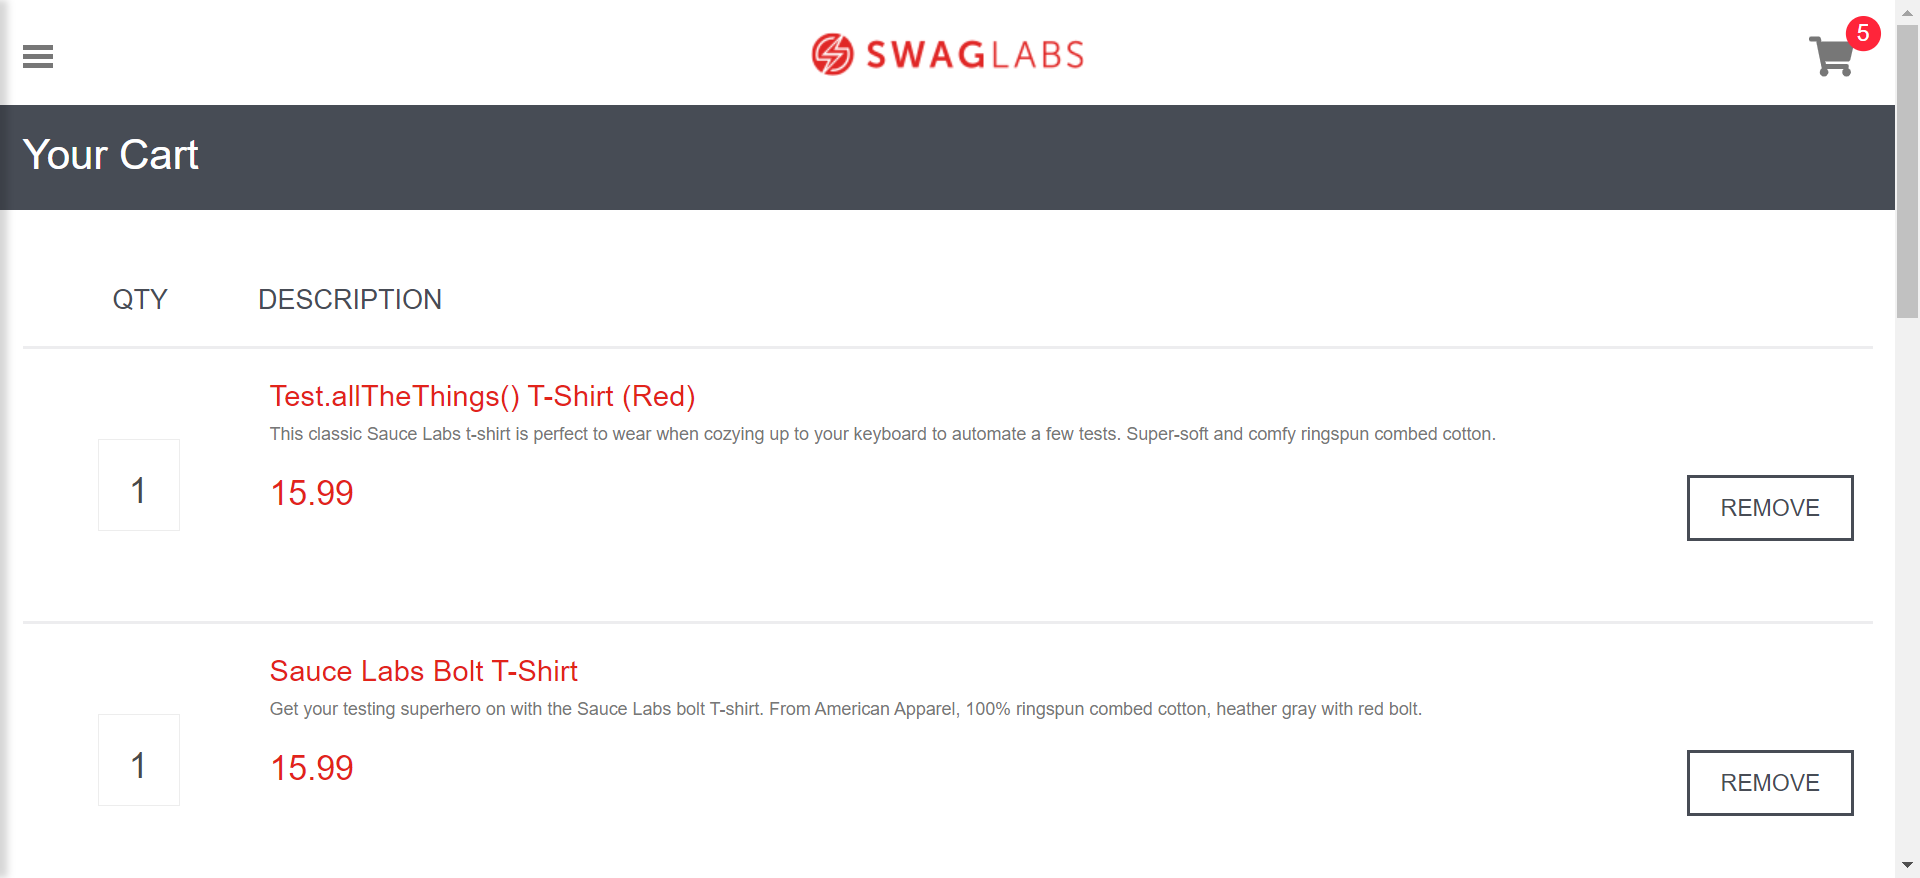 SWAGLABS
5
Your Cart
QTY DESCRIPTION
Test.allTheThings() T-Shirt (Red)
This classic Sauce Labs t-shirt is perfect to wear when cozying up to your keyboard to automate a few tests. Super-soft and comfy ringspun combed cotton.
1
15.99
REMOVE
Sauce Labs Bolt T-Shirt
Get your testing superhero on with the Sauce Labs bolt T-shirt. From American Apparel, 100% ringspun combed cotton, heather gray with red bolt.
1
15.99
REMOVE